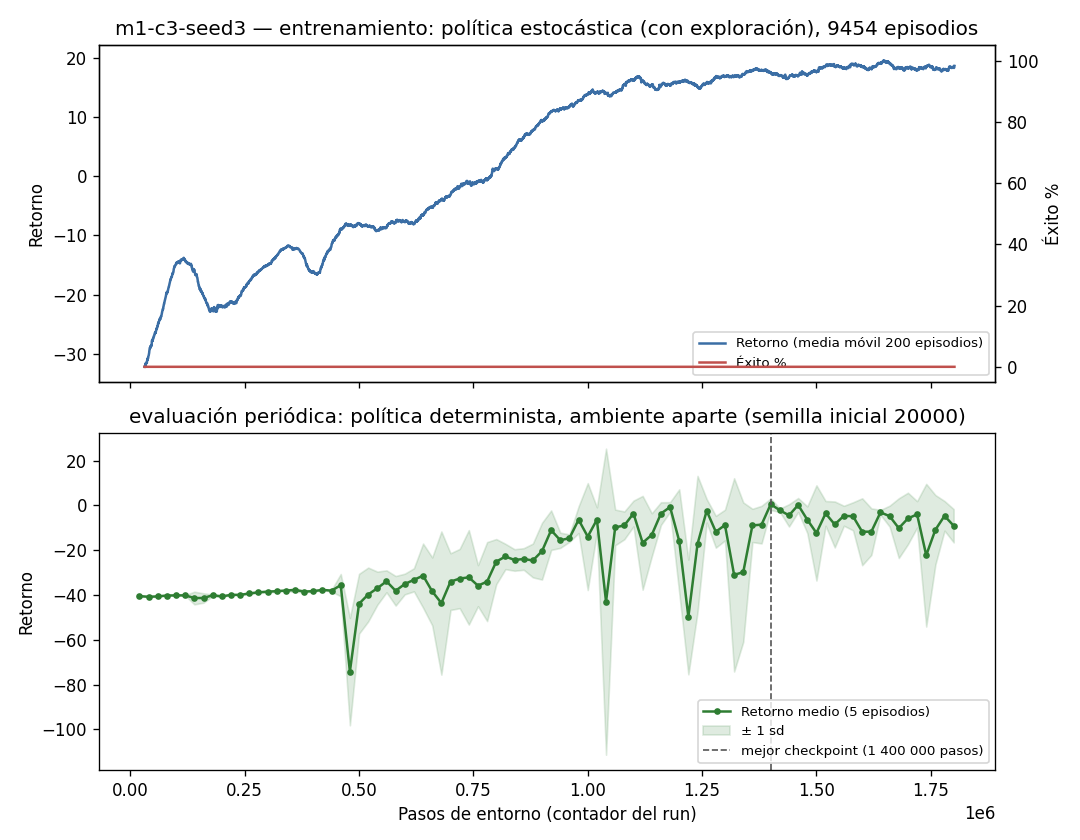 m1-c3-seed3 — entrenamiento: política estocástica (con exploración), 9454 episodios
20
10
0
−10
−20
−30
Retorno
100
80
60
40
20
0
Éxito %
Retorno (media móvil 200 episodios)
Éxito %
evaluación periódica: política determinista, ambiente aparte (semilla inicial 20000)
20
0
−20
−40
−60
−80
−100
Retorno
Retorno medio (5 episodios)
± 1 sd
mejor checkpoint (1 400 000 pasos)
0.00 0.25 0.50 0.75 1.00 1.25 1.50 1.75
1e6
Pasos de entorno (contador del run)